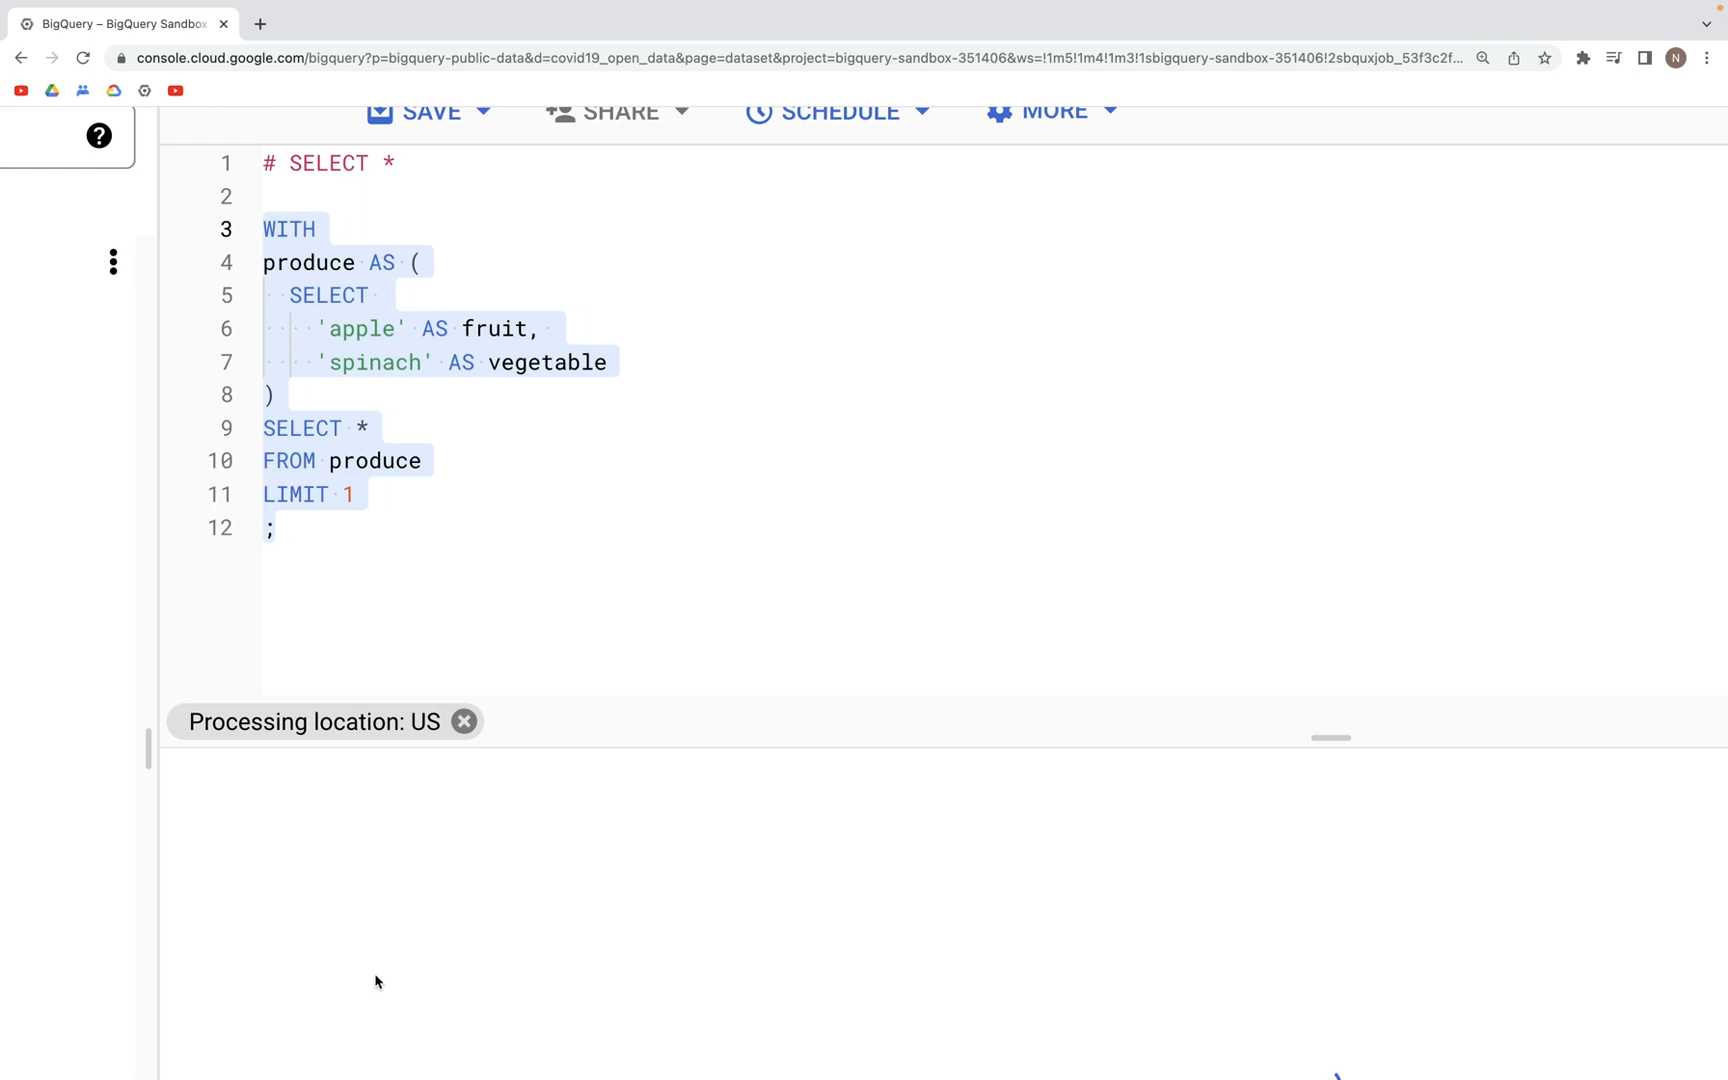 BigQuery – BigQuery Sandbox
console.cloud.google.com/bigquery?p=bigquery-public-data&d=covid19_open_data&page=dataset&project=bigquery-sandbox-351406&ws=!1m5!1m4!1m3!1sbigquery-sandbox-351406!2sbquxjob_53f3c2f...
N
SAVE SHARE SCHEDULE MORE
1 # SELECT *
2
3 WITH
4 produce AS (
5 SELECT
6 'apple' AS fruit,
7 'spinach' AS vegetable
8 )
9 SELECT *
10 FROM produce
11 LIMIT 1
12 ;
Processing location: US